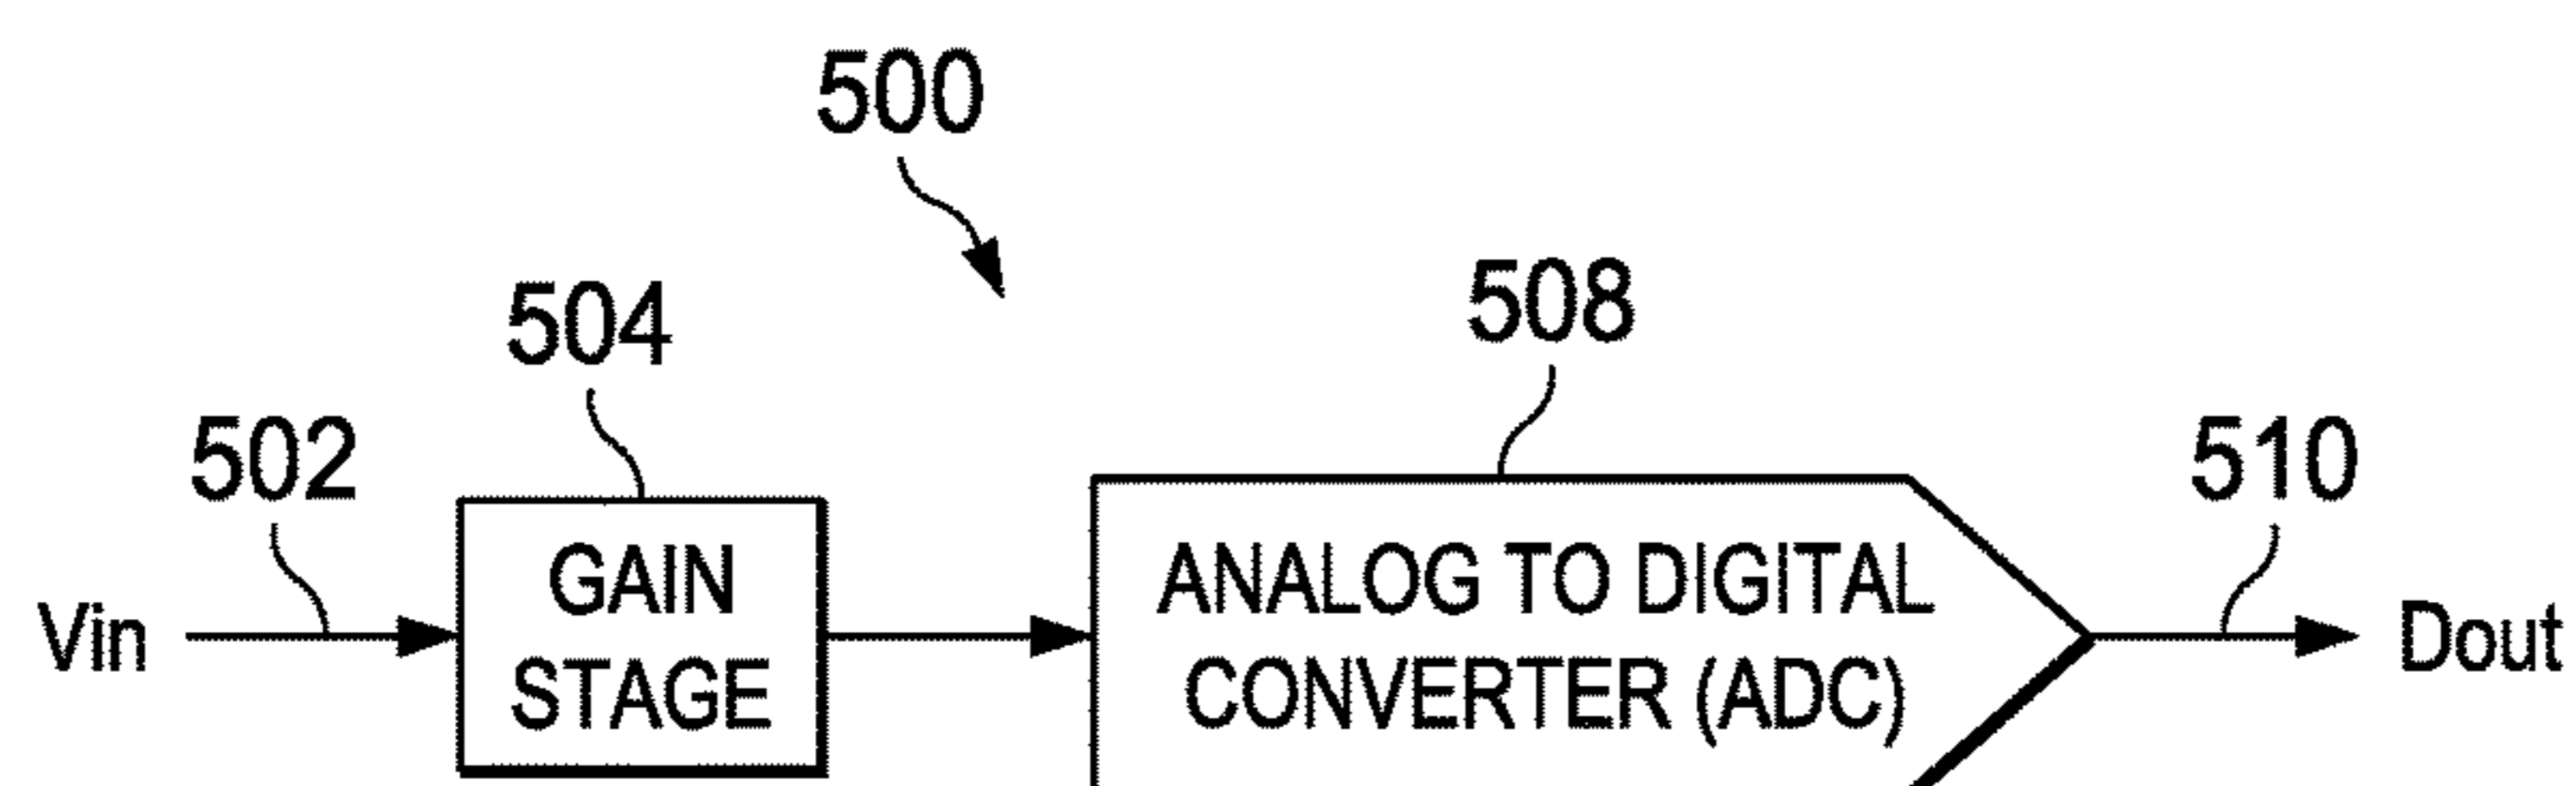 500
504
508
502
510
Vin
GAIN
STAGE
ANALOG TO DIGITAL
CONVERTER (ADC)
Dout